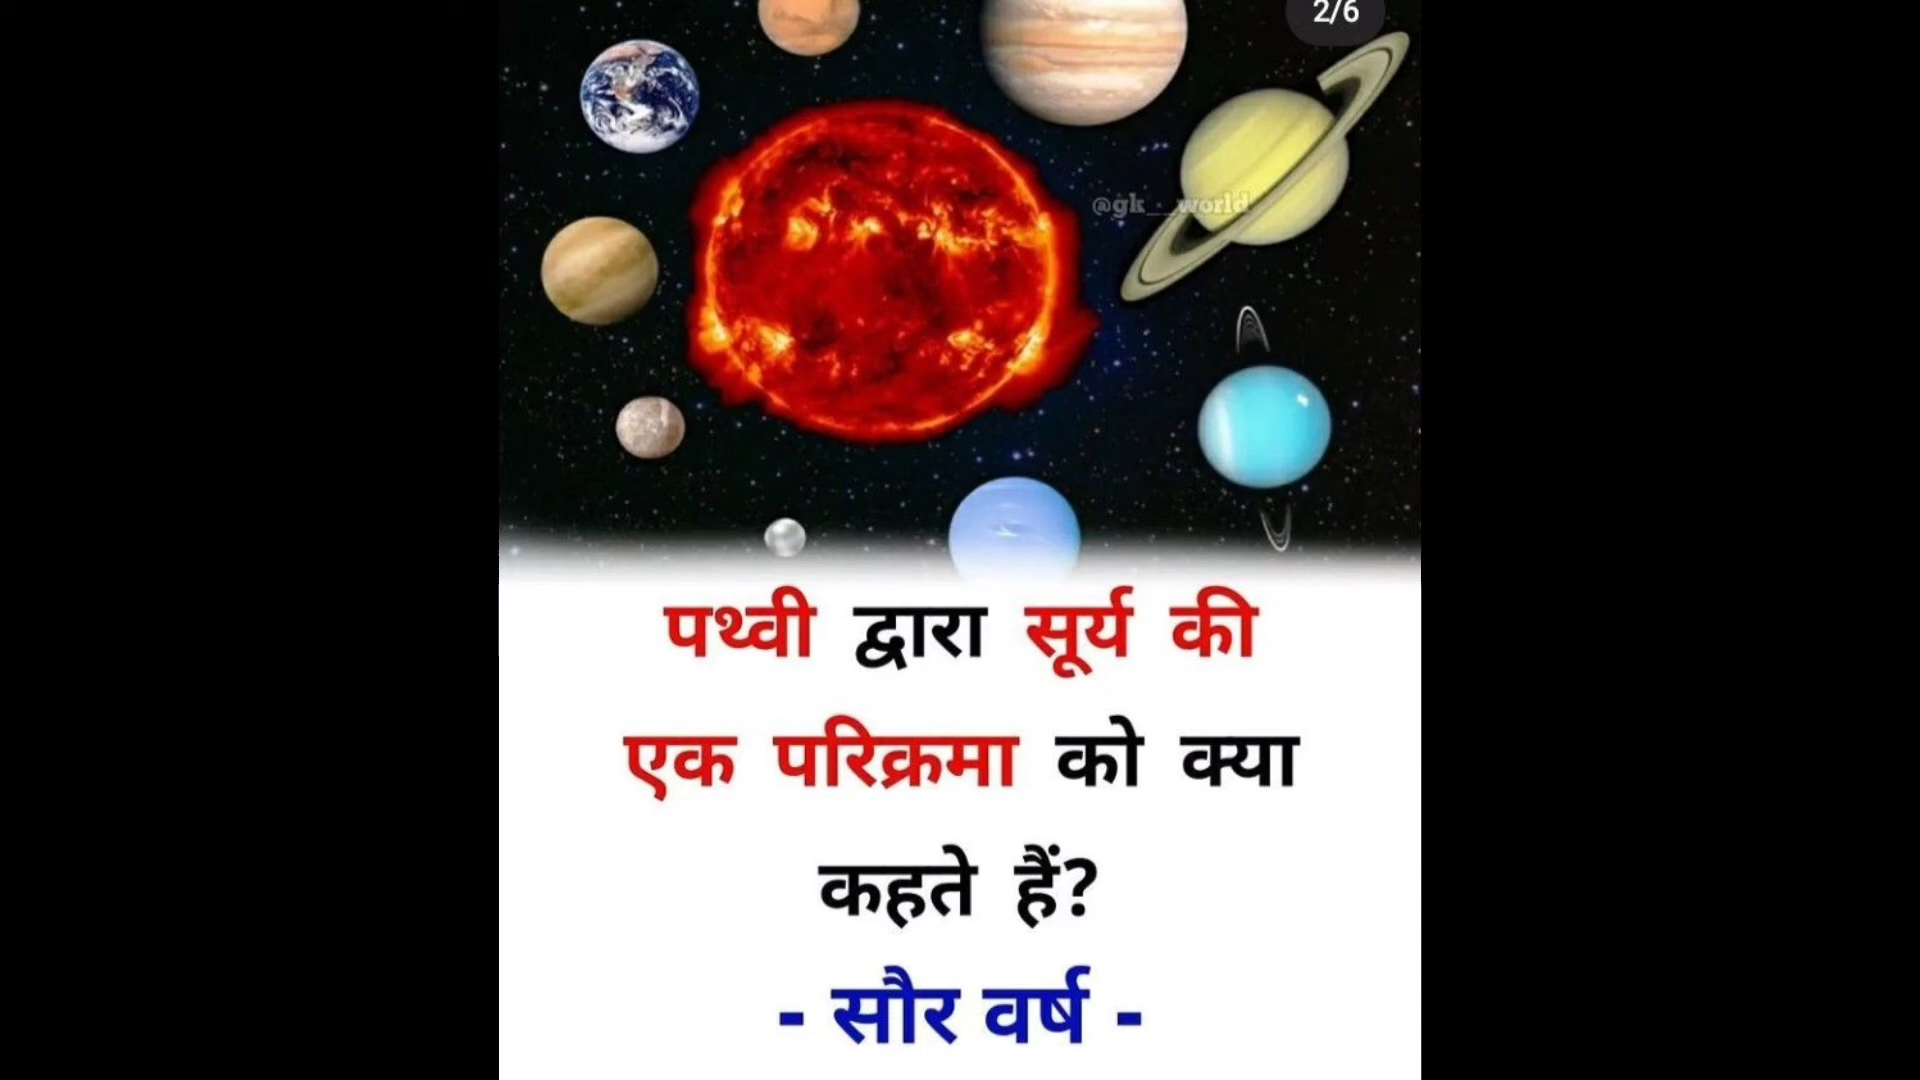 2/6
@gk__world
पथ्वी द्वारा सूर्य की
एक परिक्रमा को क्या
कहते हैं?
- सौर वर्ष -